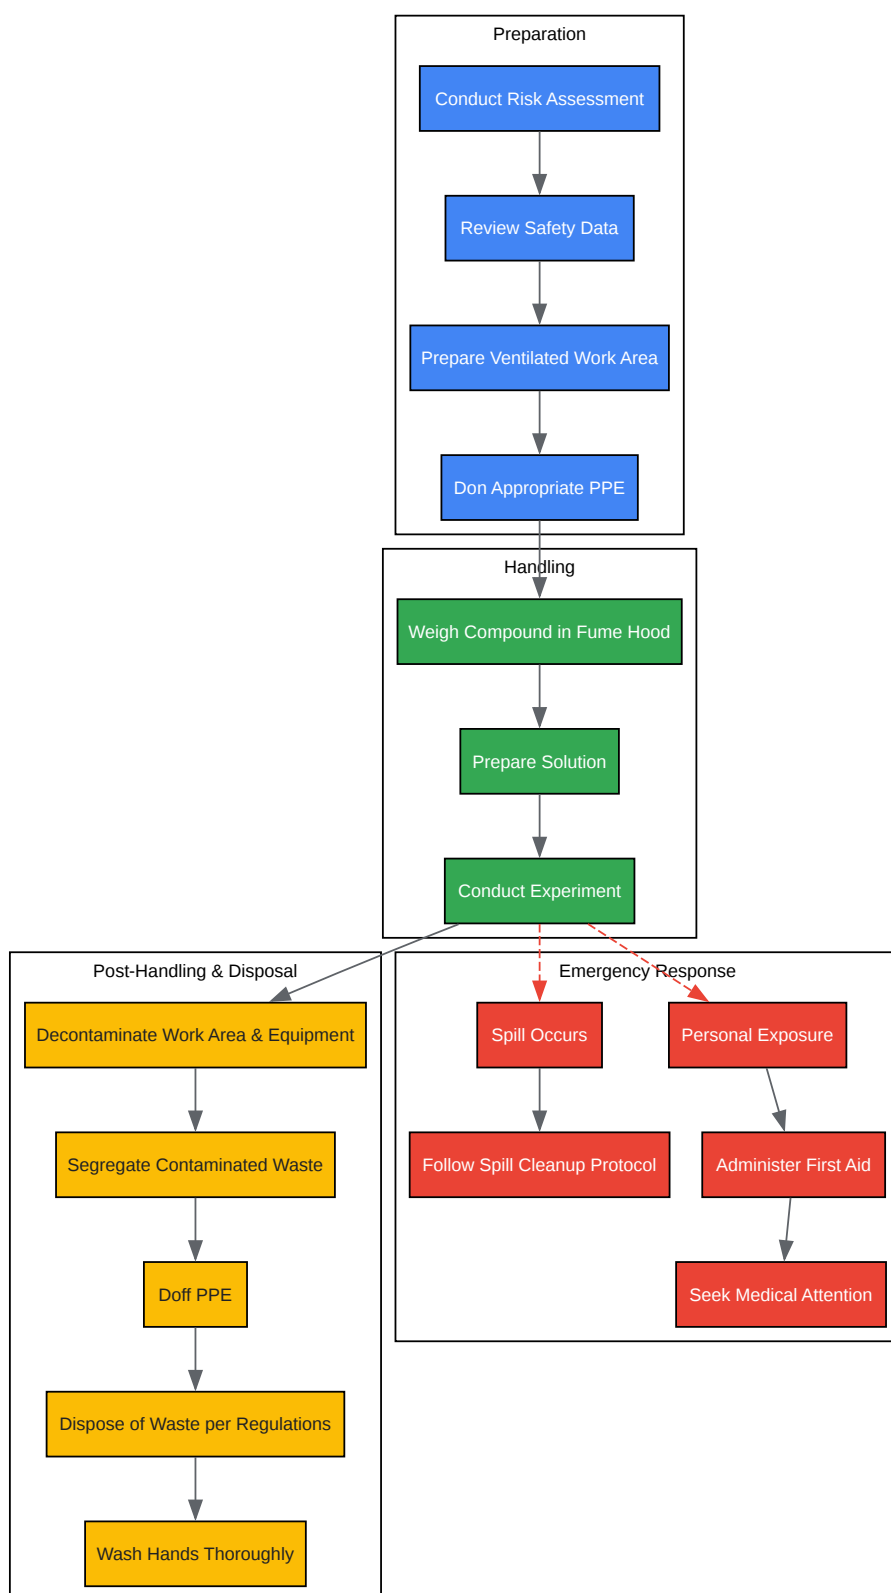 Preparation
Conduct Risk Assessment
Review Safety Data
Prepare Ventilated Work Area
Don Appropriate PPE
Handling
Weigh Compound in Fume Hood
Prepare Solution
Conduct Experiment
Post-Handling & Disposal
Decontaminate Work Area & Equipment
Segregate Contaminated Waste
Doff PPE
Dispose of Waste per Regulations
Wash Hands Thoroughly
Emergency Response
Spill Occurs
Personal Exposure
Follow Spill Cleanup Protocol
Administer First Aid
Seek Medical Attention